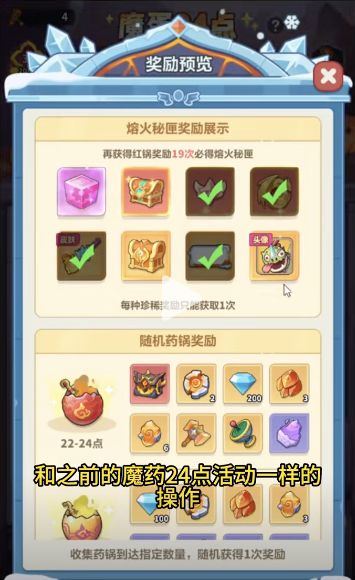 4
魔蛋24点
?
奖励预览
熔火秘匣奖励展示
再获得红锅奖励19次必得熔火秘匣
皮肤
头像
每种珍稀奖励只能获取1次
随机药锅奖励
2
200
3
22-24点
6
和之前的魔药24点活动一样的
操作
100
3
收集药锅到达指定数量，随机获得1次奖励